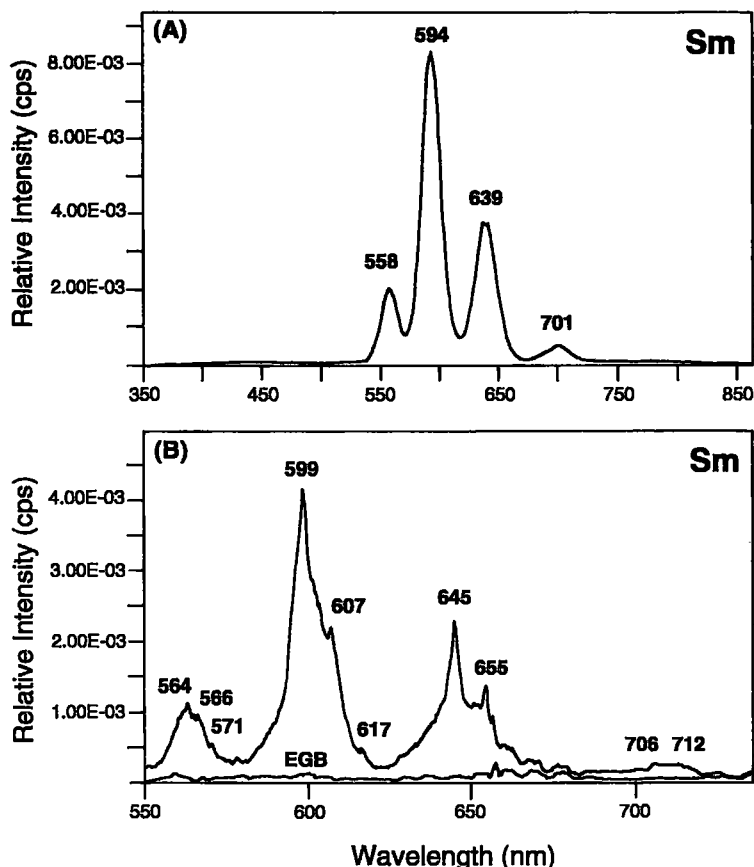 (A)
Sm
594
639
558
701
8.00E-03
6.00E-03
4.00E-03
2.00E-03
Relative Intensity (cps)
350
450
550
650
750
850
(B)
Sm
599
607
645
655
564
566
571
617
EGB
706
712
4.00E-03
3.00E-03
2.00E-03
1.00E-03
Relative Intensity (cps)
550
600
650
700
Wavelength (nm)